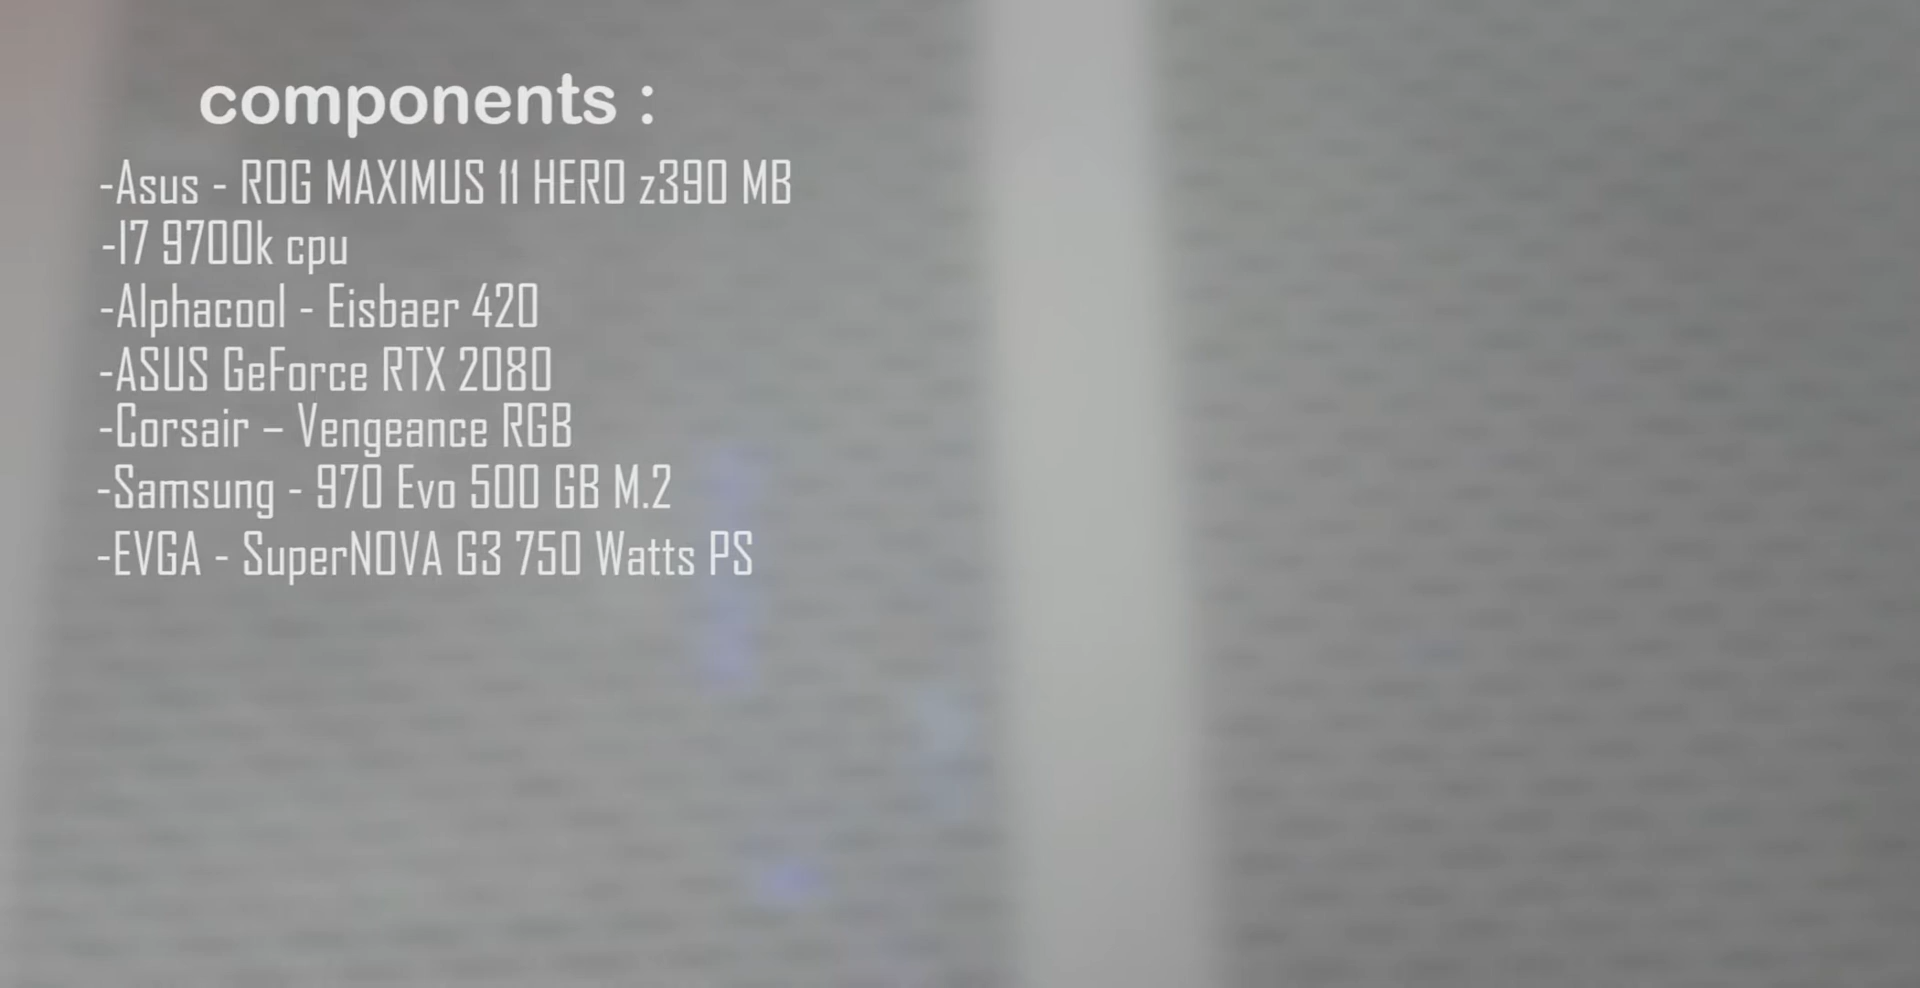 components :
-Asus - ROG MAXIMUS 11 HERO z390 MB
-I7 9700k cpu
-Alphacool - Eisbaer 420
-ASUS GeForce RTX 2080
-Corsair – Vengeance RGB
-Samsung - 970 Evo 500 GB M.2
-EVGA - SuperNOVA G3 750 Watts PS